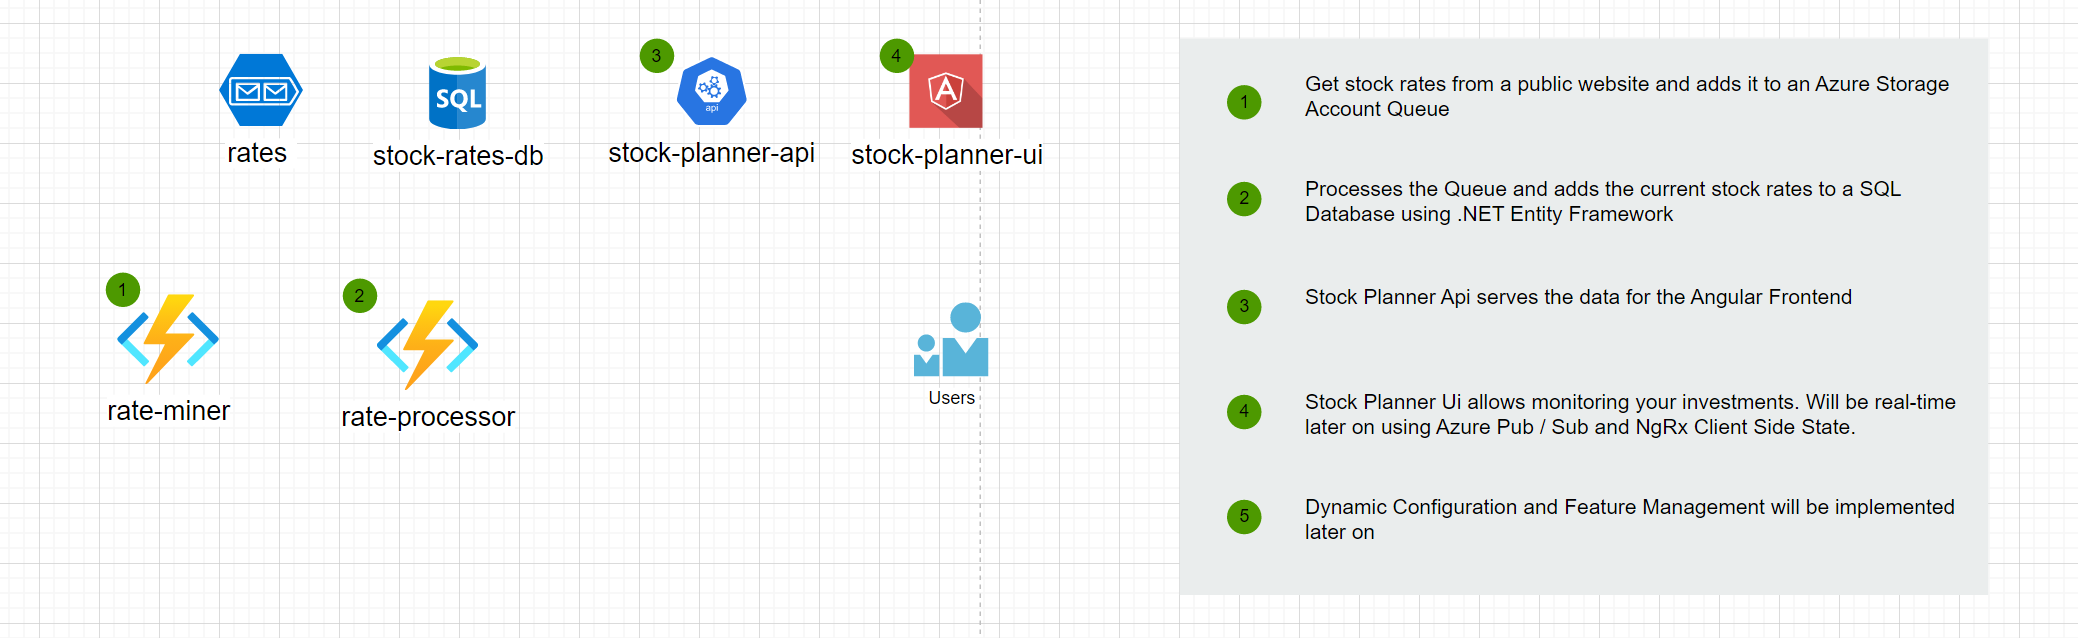 3
4
SQL
api
rates
stock-rates-db
stock-planner-api
stock-planner-ui
1
2
rate-miner
rate-processor
Users
1
Get stock rates from a public website and adds it to an Azure Storage
Account Queue
2
Processes the Queue and adds the current stock rates to a SQL
Database using .NET Entity Framework
3
Stock Planner Api serves the data for the Angular Frontend
4
Stock Planner Ui allows monitoring your investments. Will be real-time
later on using Azure Pub / Sub and NgRx Client Side State.
5
Dynamic Configuration and Feature Management will be implemented
later on